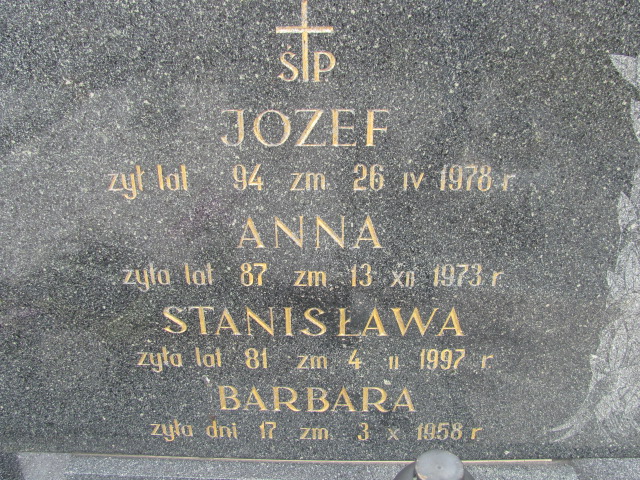 ŚP
JÓZEF
żył lat 94 zm 26 IV 1978 r.
ANNA
żyła lat 87 zm. 13 XII 1973 r.
STANISŁAWA
żyła lat 81 zm 4 II 1997 r.
BARBARA
żyła dni 17 zm. 3 X 1958 r.